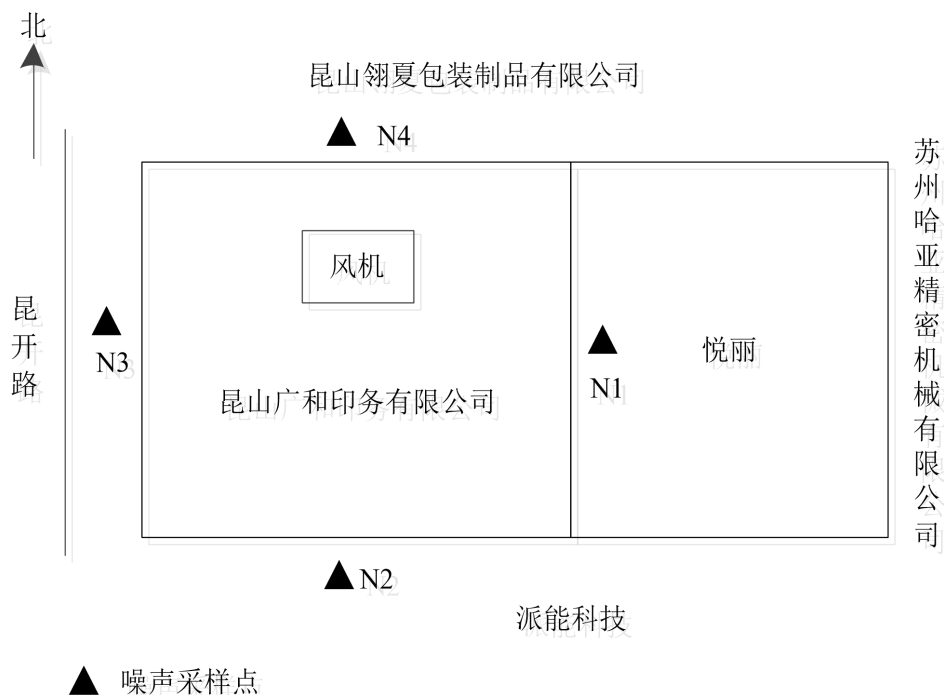 北
昆山翎夏包装制品有限公司
N4
苏州哈亚精密机械有限公司
风机
昆开路
N3
N1
悦丽
昆山广和印务有限公司
N2
派能科技
噪声采样点